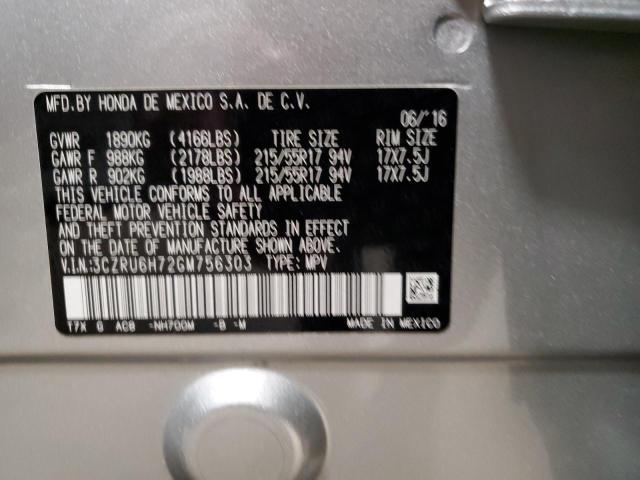 MFD.BY HONDA DE MEXICO S.A. DE C.V.
06/'16
GVWR 1890KG (4166LBS) TIRE SIZE RIM SIZE
GAWR F 988KG (2178LBS) 215/55R17 94V 17X7.5J
GAWR R 902KG (1988LBS) 215/55R17 94V 17X7.5J
THIS VEHICLE CONFORMS TO ALL APPLICABLE
FEDERAL MOTOR VEHICLE SAFETY
AND THEFT PREVENTION STANDARDS IN EFFECT
ON THE DATE OF MANUFACTURE SHOWN ABOVE.
V.I.N:3CZRU6H72GM756303 TYPE: MPV
T7X G AC8 -NH700M -B -M MADE IN MEXICO